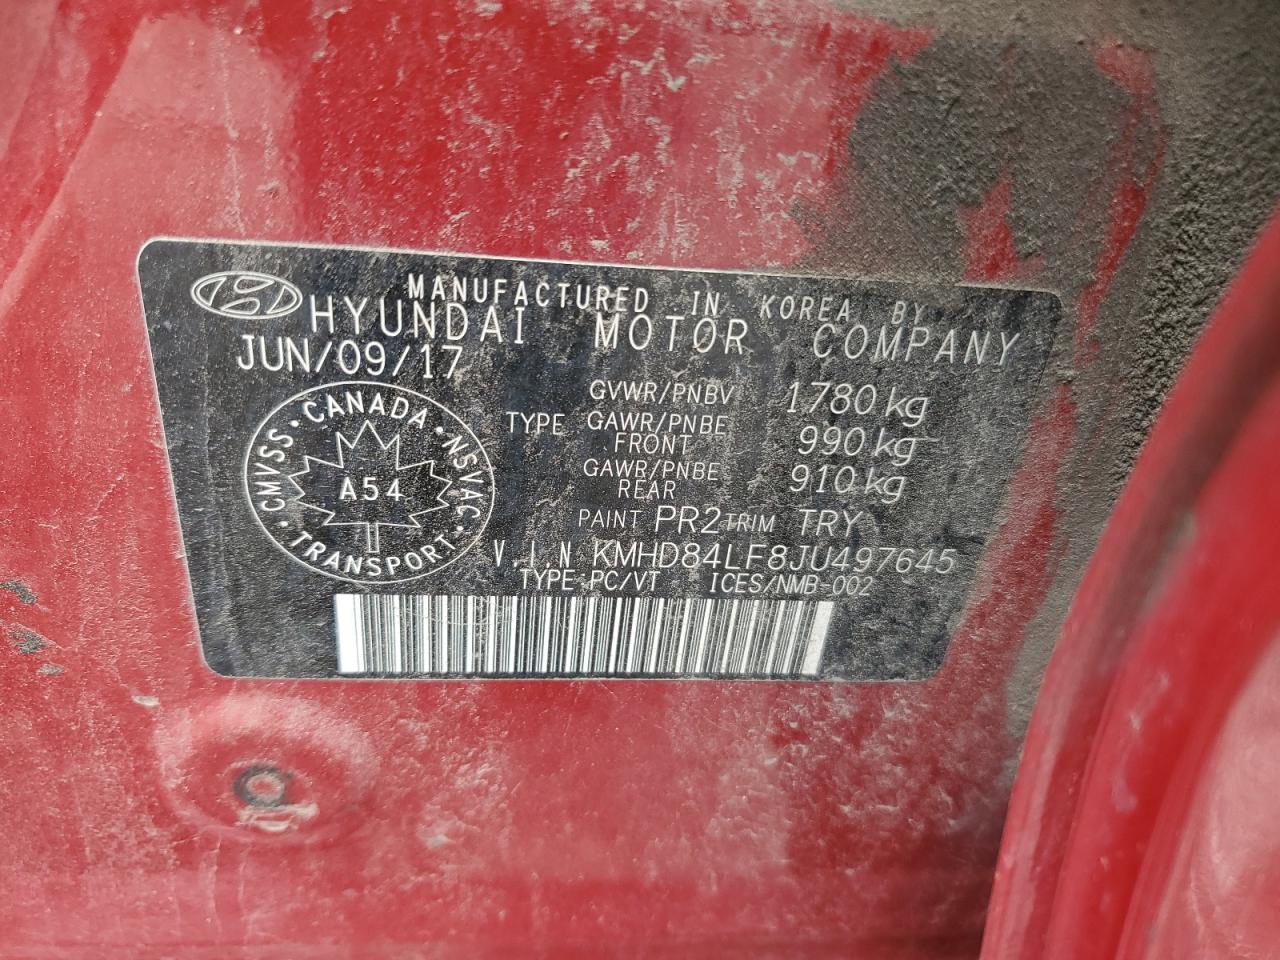 MANUFACTURED IN KOREA BY
HYUNDAI MOTOR COMPANY
JUN/09/17
GVWR/PNBV 1780 kg
TYPE GAWR/PNBE FRONT 990 kg
GAWR/PNBE REAR 910 kg
PAINT PR2 TRIM TRY
V.I.N KMHD84LF8JU497645
TYPE:PC/VT ICES/NMB-002
CMVSS · CANADA · NSVAC · TRANSPORT ·
A54